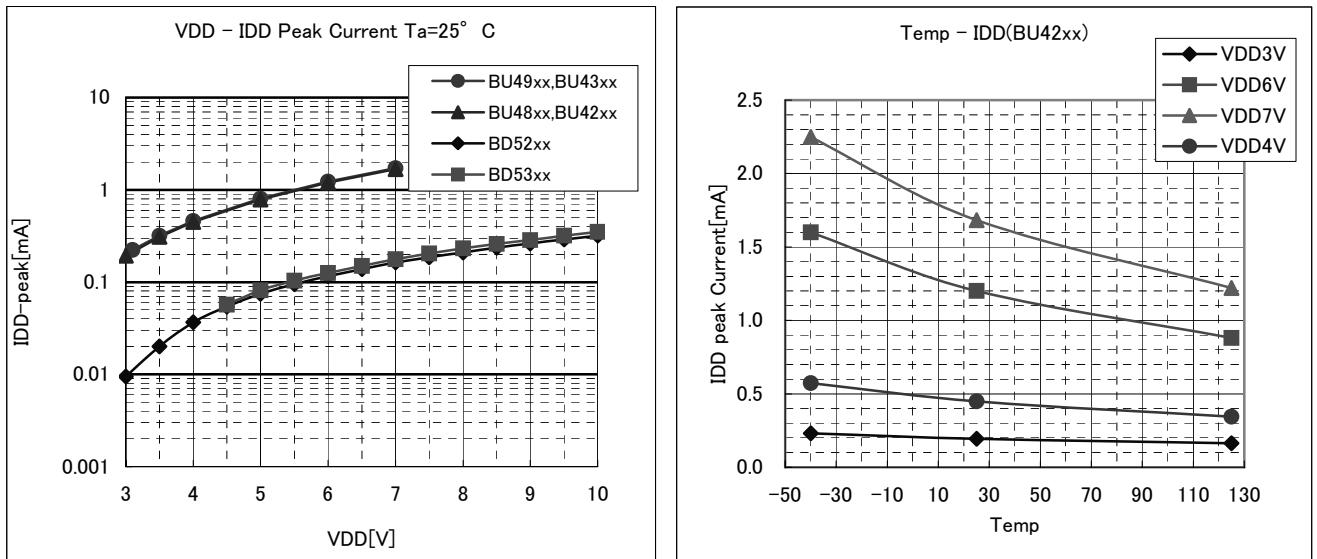 VDD - IDD Peak Current Ta=25° C
BU49xx,BU43xx
BU48xx,BU42xx
BD52xx
BD53xx
IDD-peak[mA]
10
1
0.1
0.01
0.001
3 4 5 6 7 8 9 10
VDD[V]
Temp - IDD(BU42xx)
VDD3V
VDD6V
VDD7V
VDD4V
IDD peak Current[mA]
2.5
2.0
1.5
1.0
0.5
0.0
-50 -30 -10 10 30 50 70 90 110 130
Temp